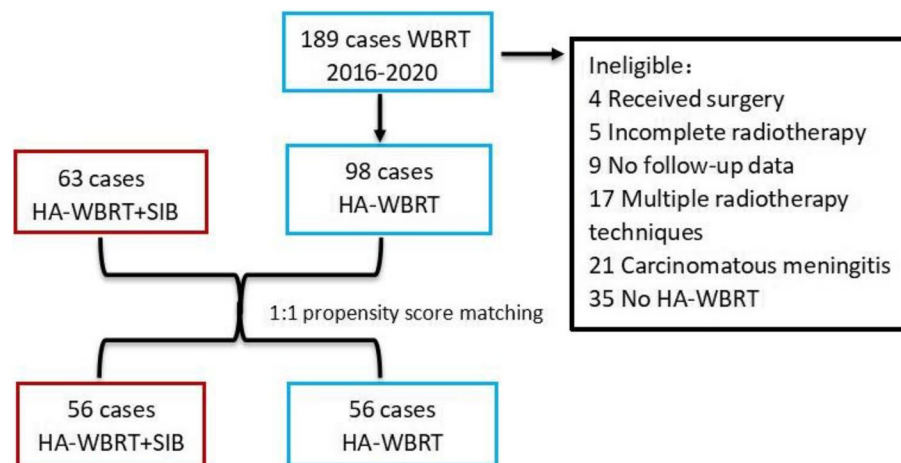 189 cases WBRT
2016-2020
Ineligible：
4 Received surgery
5 Incomplete radiotherapy
9 No follow-up data
17 Multiple radiotherapy
techniques
21 Carcinomatous meningitis
35 No HA-WBRT
63 cases
HA-WBRT+SIB
98 cases
HA-WBRT
1:1 propensity score matching
56 cases
HA-WBRT+SIB
56 cases
HA-WBRT